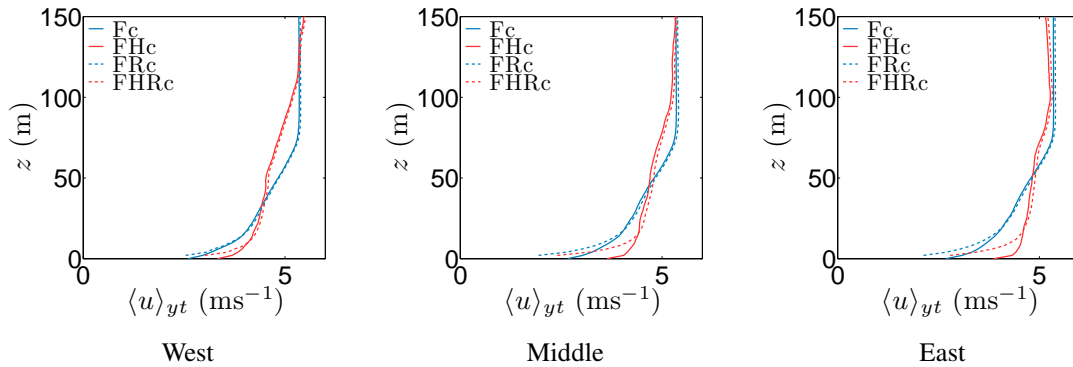 150
100
50
0
z (m)
Fc
FHc
FRc
FHRc
0 5
⟨u⟩yt (ms−1)
West
150
100
50
0
z (m)
Fc
FHc
FRc
FHRc
0 5
⟨u⟩yt (ms−1)
Middle
150
100
50
0
z (m)
Fc
FHc
FRc
FHRc
0 5
⟨u⟩yt (ms−1)
East